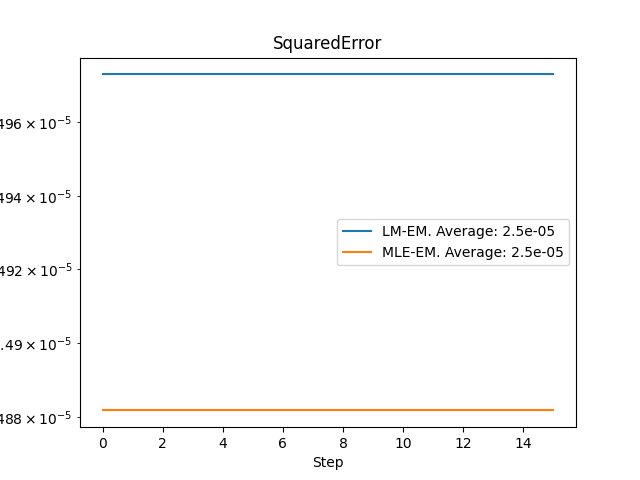 SquaredError
496 × 10⁻⁵
494 × 10⁻⁵
492 × 10⁻⁵
.49 × 10⁻⁵
488 × 10⁻⁵
LM-EM. Average: 2.5e-05
MLE-EM. Average: 2.5e-05
0 2 4 6 8 10 12 14
Step